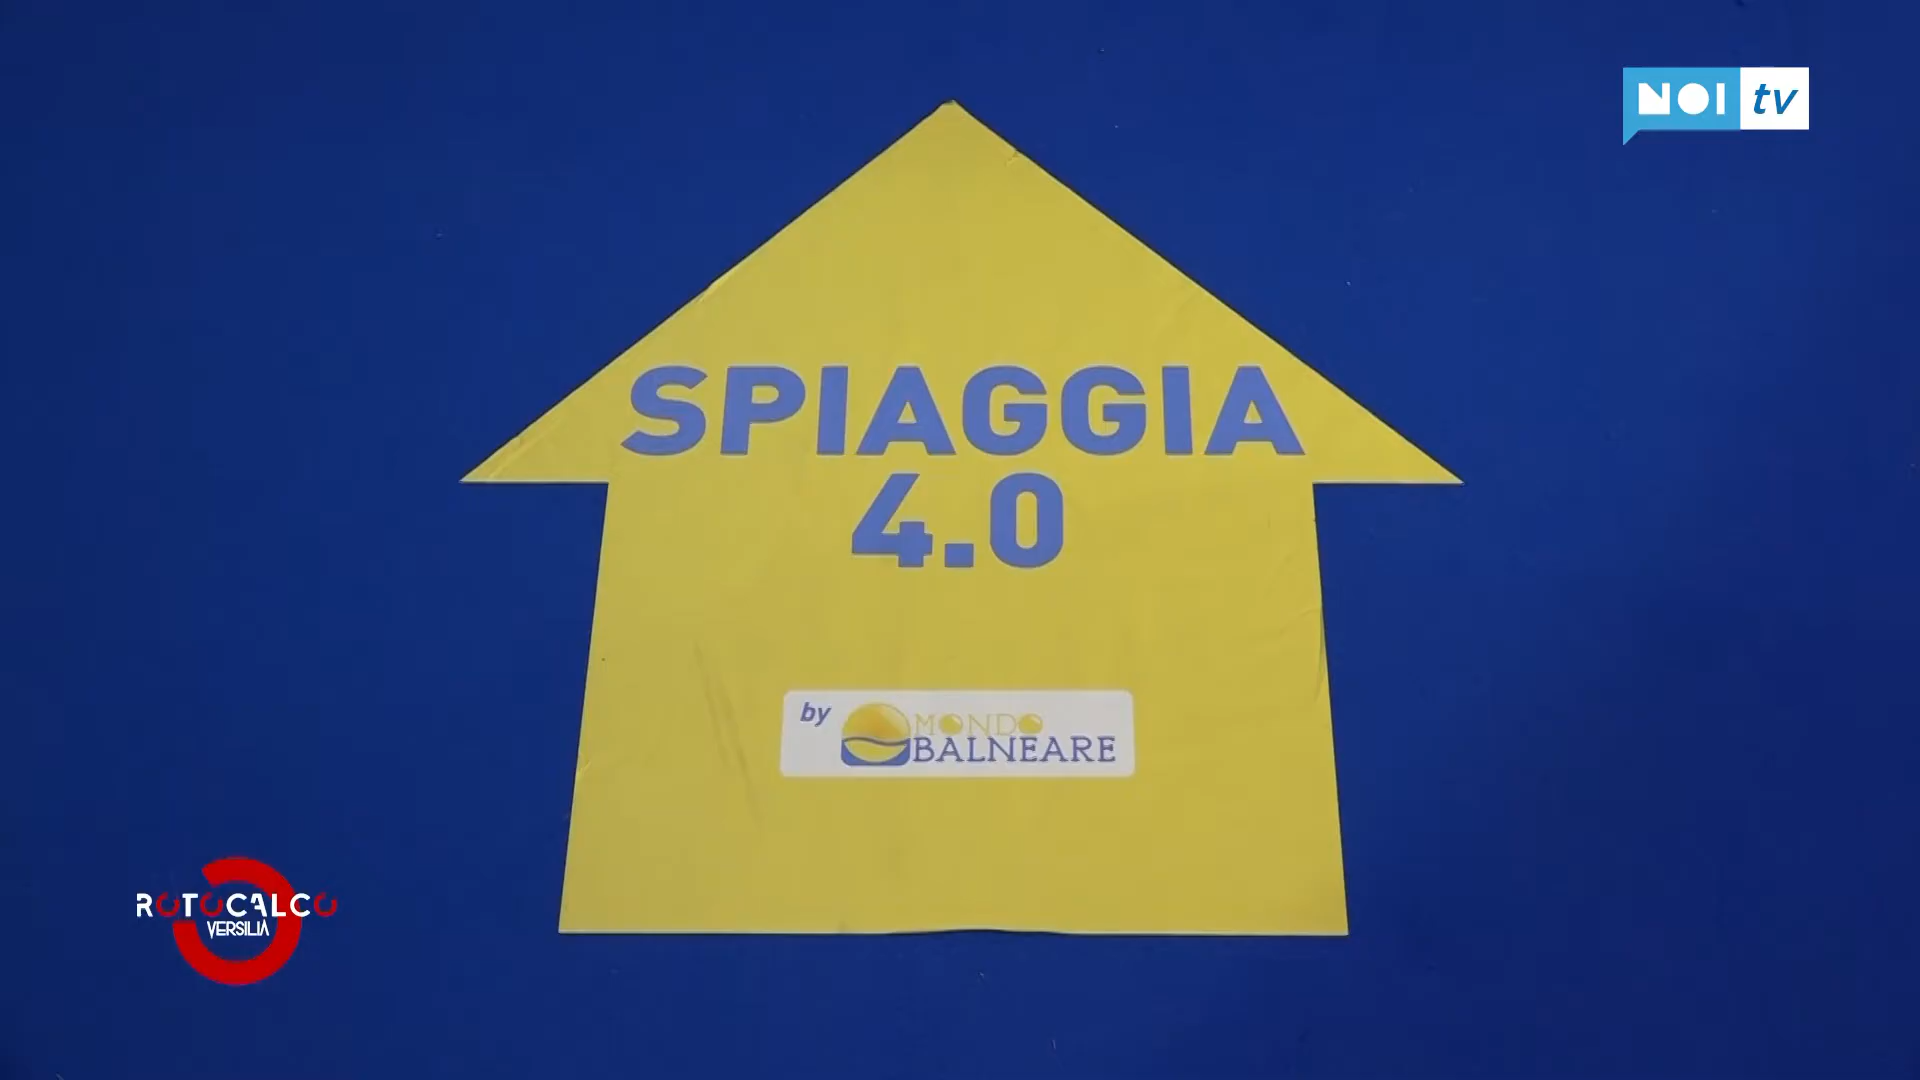 NOI tv
SPIAGGIA
4.0
by MONDO
BALNEARE
ROTOCALCO
VERSILIA